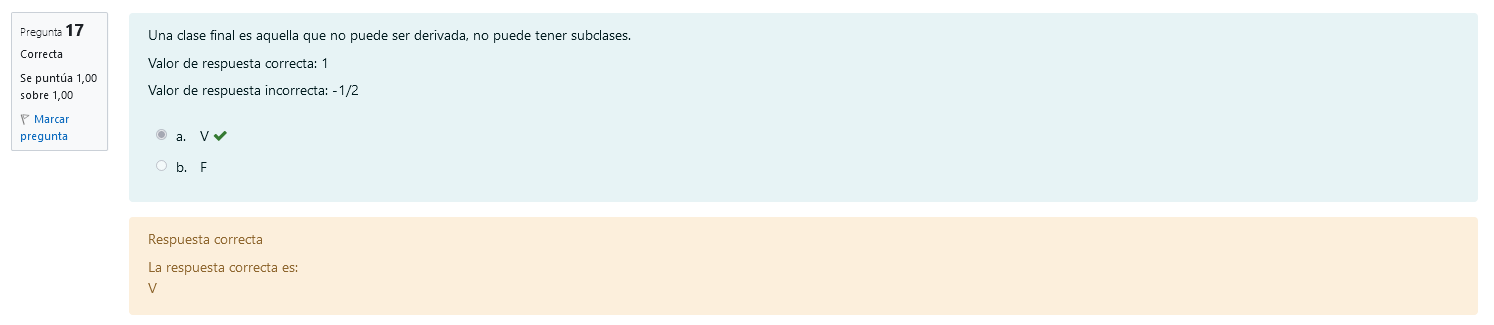 Pregunta 17
Correcta
Se puntúa 1,00
sobre 1,00
Marcar
pregunta
Una clase final es aquella que no puede ser derivada, no puede tener subclases.
Valor de respuesta correcta: 1
Valor de respuesta incorrecta: -1/2
a. V
b. F
Respuesta correcta
La respuesta correcta es:
V